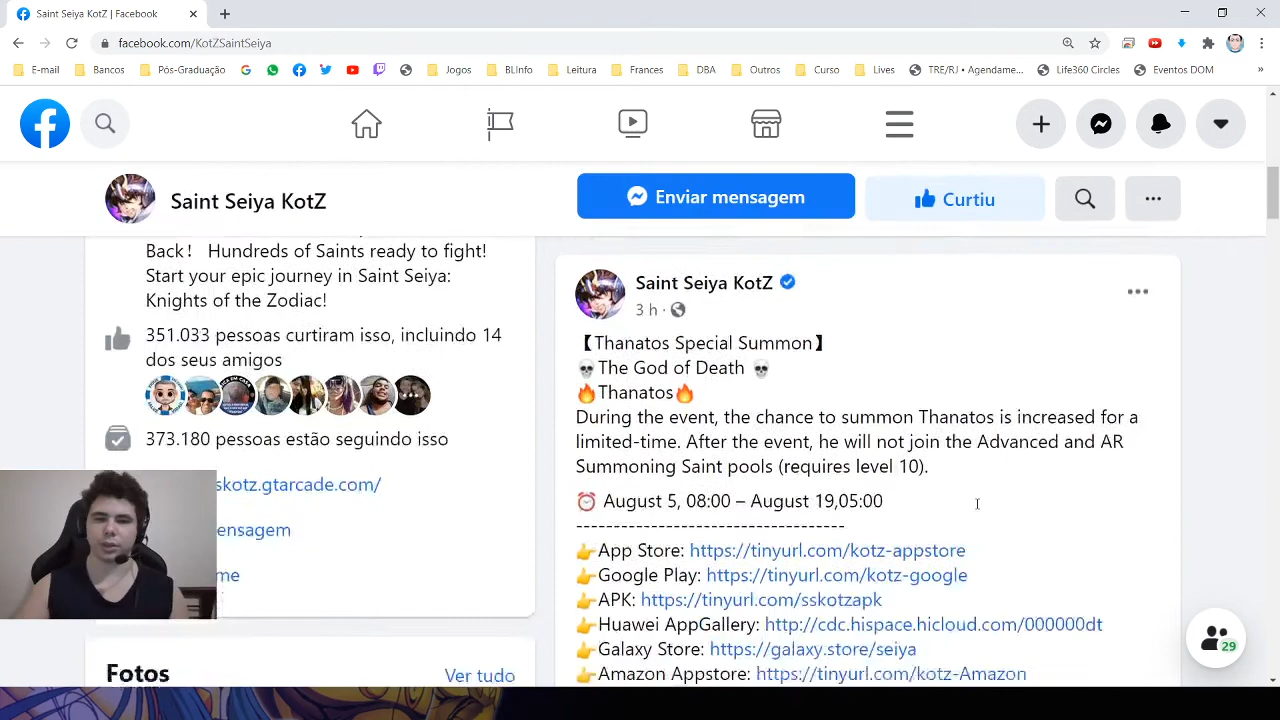 Saint Seiya KotZ | Facebook
facebook.com/KotZSaintSeiya
E-mail Bancos Pós-Graduação Jogos BLInfo Leitura Frances DBA Outros Curso Lives TRE/RJ - Agendame... Life360 Circles Eventos DOM »
Saint Seiya KotZ
Enviar mensagem
Curtiu
Back！ Hundreds of Saints ready to fight!
Start your epic journey in Saint Seiya:
Knights of the Zodiac!
351.033 pessoas curtiram isso, incluindo 14
dos seus amigos
373.180 pessoas estão seguindo isso
skotz.gtarcade.com/
ensagem
me
Fotos
Ver tudo
Saint Seiya KotZ
3 h ·
【Thanatos Special Summon】
💀The God of Death 💀
🔥Thanatos🔥
During the event, the chance to summon Thanatos is increased for a
limited-time. After the event, he will not join the Advanced and AR
Summoning Saint pools (requires level 10).
⏰ August 5, 08:00 – August 19,05:00
-----------------------------------
👉App Store: https://tinyurl.com/kotz-appstore
👉Google Play: https://tinyurl.com/kotz-google
👉APK: https://tinyurl.com/sskotzapk
👉Huawei AppGallery: http://cdc.hispace.hicloud.com/000000dt
👉Galaxy Store: https://galaxy.store/seiya
👉Amazon Appstore: https://tinyurl.com/kotz-Amazon
29